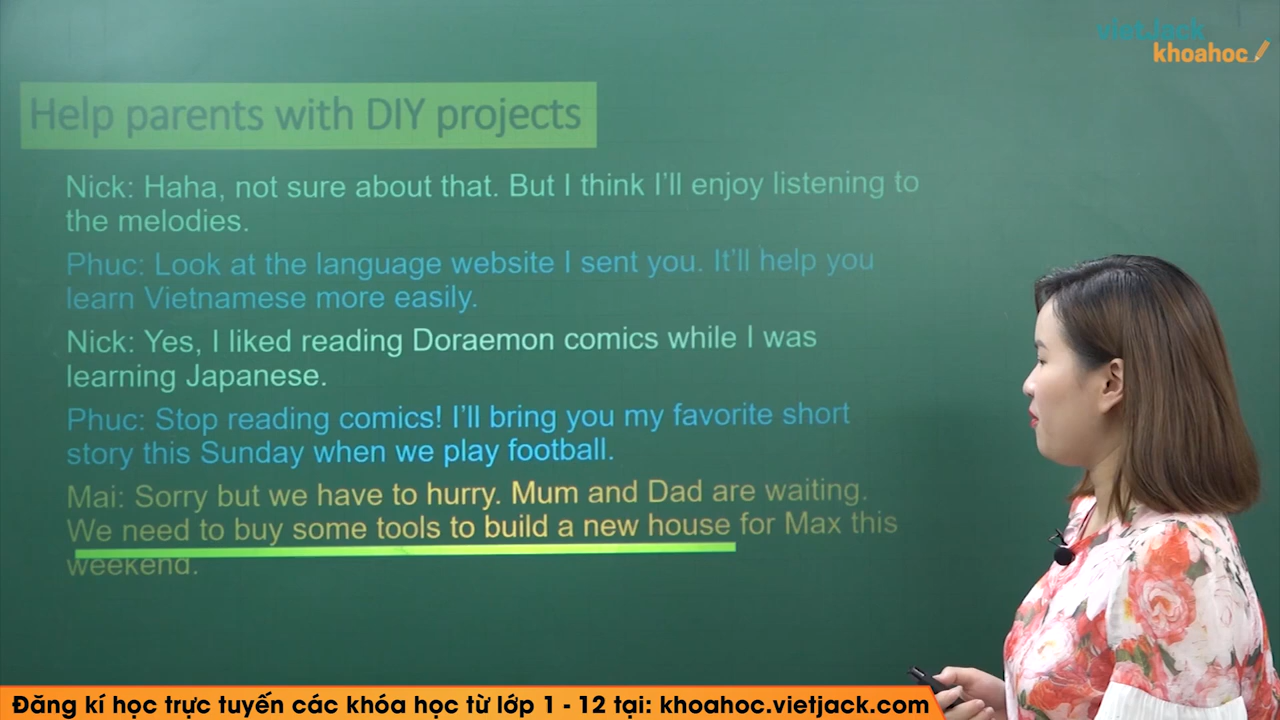 vietjack
khoahoc
Help parents with DIY projects
Nick: Haha, not sure about that. But I think I'll enjoy listening to
the melodies.
Phuc: Look at the language website I sent you. It'll help you
learn Vietnamese more easily.
Nick: Yes, I liked reading Doraemon comics while I was
learning Japanese.
Phuc: Stop reading comics! I'll bring you my favorite short
story this Sunday when we play football.
Mai: Sorry but we have to hurry. Mum and Dad are waiting.
We need to buy some tools to build a new house for Max this
weekend.
Đăng kí học trực tuyến các khóa học từ lớp 1 - 12 tại: khoahoc.vietjack.com